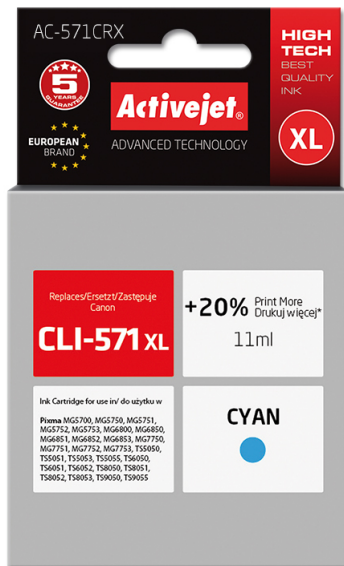 AC-571CRX
HIGH
TECH
BEST
QUALITY
INK
5
YEARS
GUARANTEE
Activejet®
EUROPEAN
BRAND
ADVANCED TECHNOLOGY
XL
Replaces/Ersetzt/Zastępuje
Canon
CLI-571 XL
+20% Print More
Drukuj więcej*
11ml
Ink Cartridge for use in/ do użytku w
Pixma MG5700, MG5750, MG5751,
MG5752, MG5753, MG6800, MG6850,
MG6851, MG6852, MG6853, MG7750,
MG7751, MG7752, MG7753, TS5050,
TS5051, TS5053, TS5055, TS6050,
TS6051, TS6052, TS8050, TS8051,
TS8052, TS8053, TS9050, TS9055
CYAN